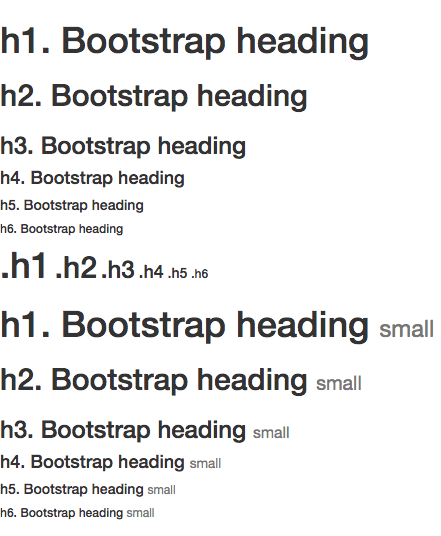 h1. Bootstrap heading
h2. Bootstrap heading
h3. Bootstrap heading
h4. Bootstrap heading
h5. Bootstrap heading
h6. Bootstrap heading
.h1 .h2 .h3 .h4 .h5 .h6
h1. Bootstrap heading small
h2. Bootstrap heading small
h3. Bootstrap heading small
h4. Bootstrap heading small
h5. Bootstrap heading small
h6. Bootstrap heading small